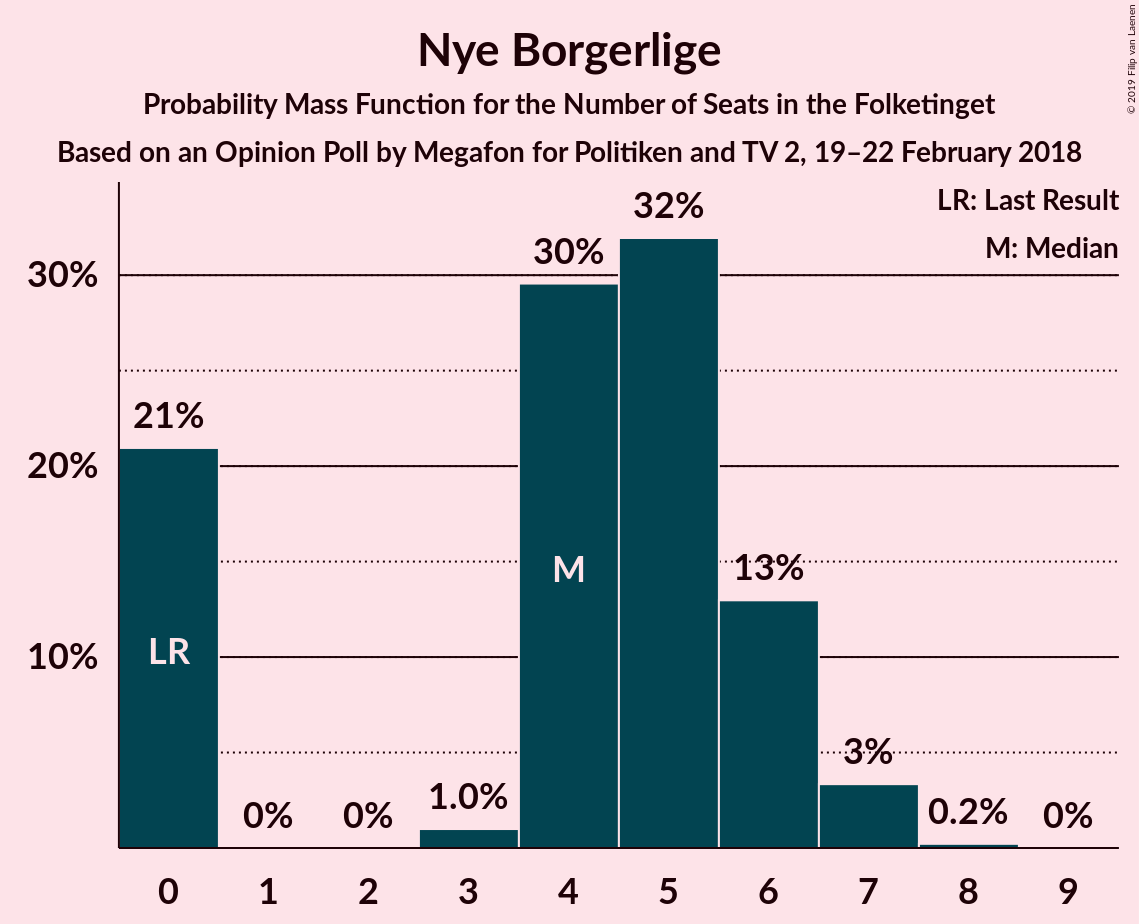 Nye Borgerlige
Probability Mass Function for the Number of Seats in the Folketinget
Based on an Opinion Poll by Megafon for Politiken and TV 2, 19–22 February 2018
© 2019 Filip van Laenen
LR: Last Result
M: Median
30%
20%
10%
21%
0%
0%
1.0%
30%
32%
13%
3%
0.2%
0%
LR
M
0 1 2 3 4 5 6 7 8 9